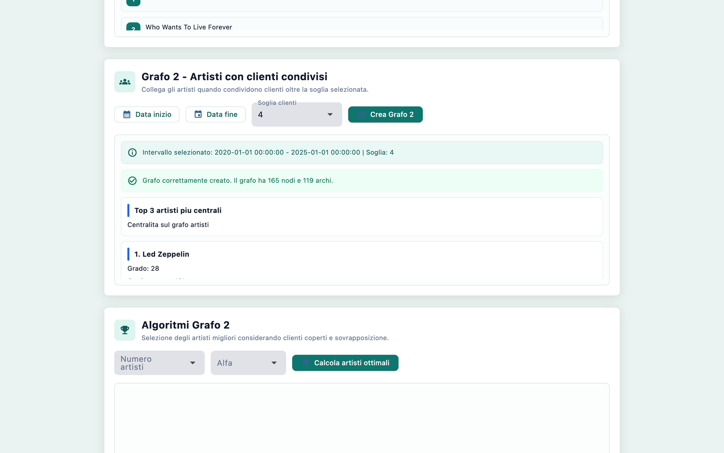 Who Wants To Live Forever
Grafo 2 - Artisti con clienti condivisi
Collega gli artisti quando condividono clienti oltre la soglia selezionata.
Data inizio
Data fine
Soglia clienti
4
Crea Grafo 2
Intervallo selezionato: 2020-01-01 00:00:00 - 2025-01-01 00:00:00 | Soglia: 4
Grafo correttamente creato. Il grafo ha 165 nodi e 119 archi.
Top 3 artisti piu centrali
Centralita sul grafo artisti
1. Led Zeppelin
Grado: 28
Algoritmi Grafo 2
Selezione degli artisti migliori considerando clienti coperti e sovrapposizione.
Numero
artisti
Alfa
Calcola artisti ottimali